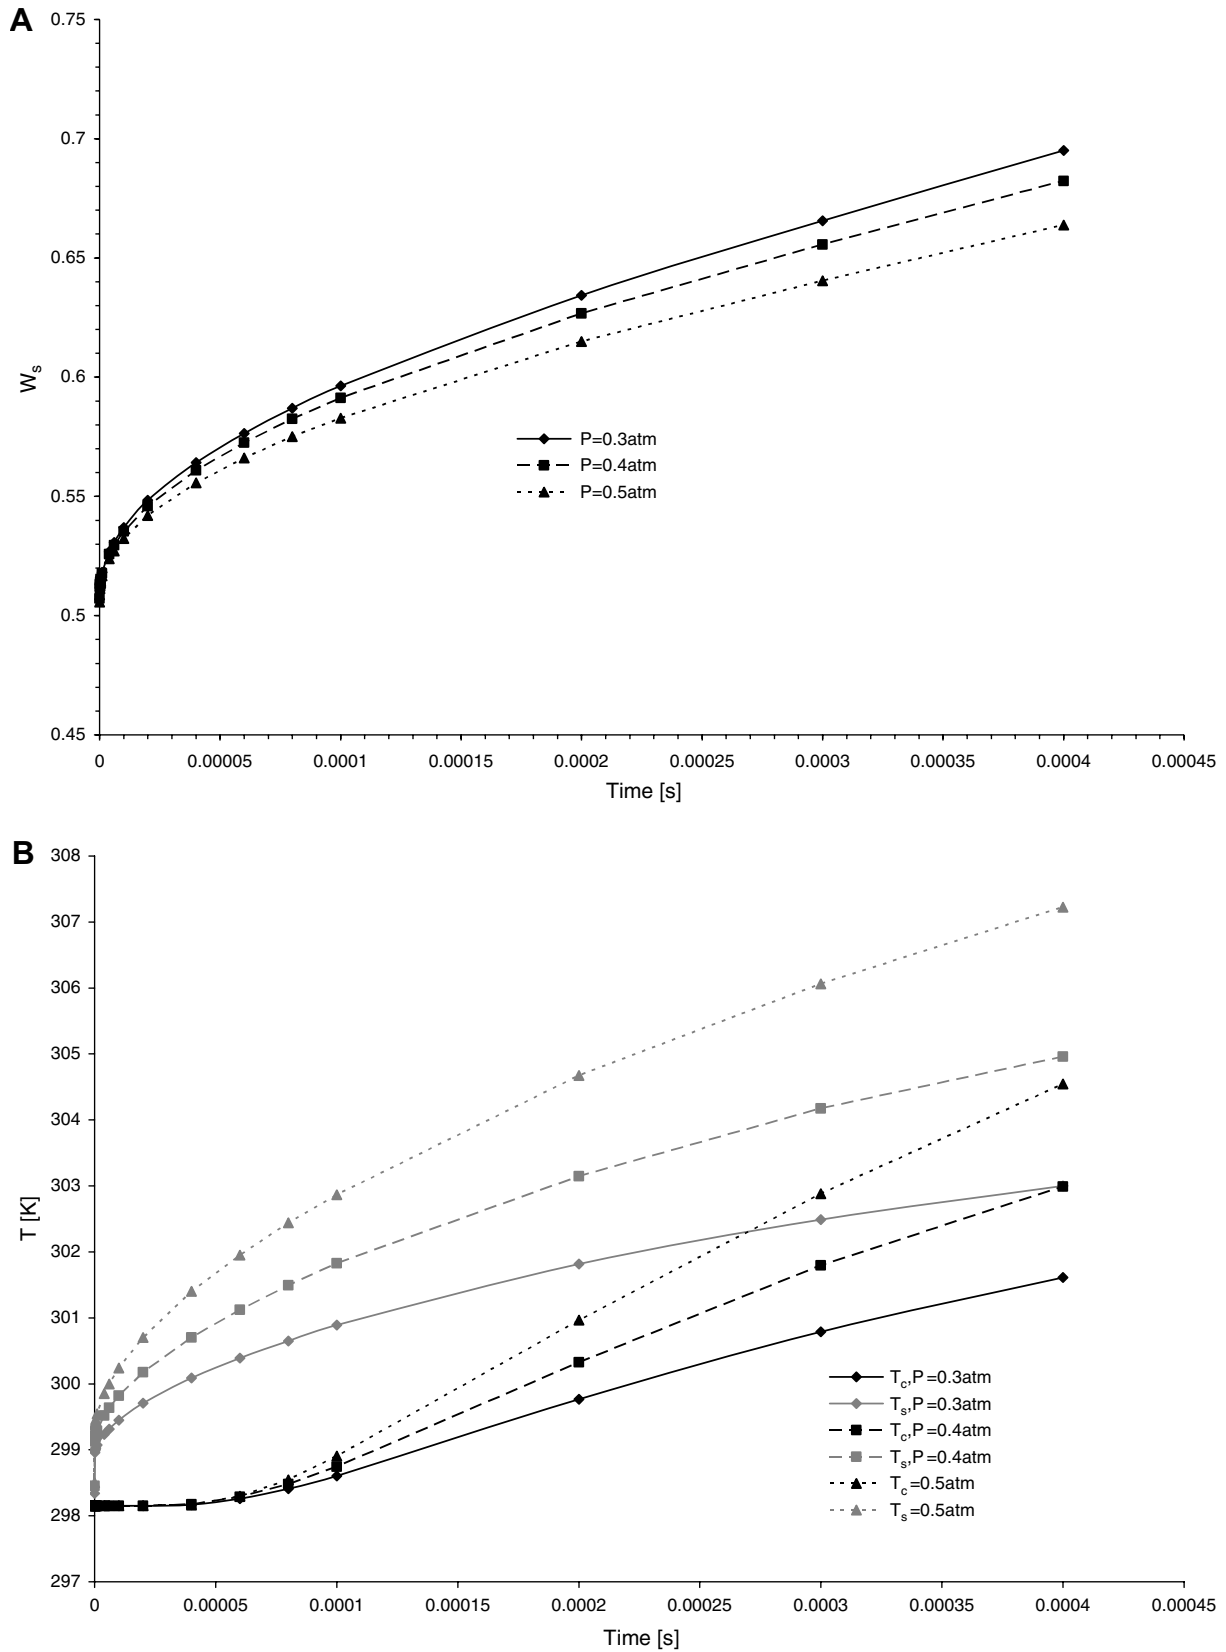 A
0.75
0.7
0.65
0.6
0.55
0.5
0.45
W_s
P=0.3atm
P=0.4atm
P=0.5atm
0 0.00005 0.0001 0.00015 0.0002 0.00025 0.0003 0.00035 0.0004 0.00045
Time [s]
B
308
307
306
305
304
303
302
301
300
299
298
297
T [K]
T_c,P=0.3atm
T_s,P=0.3atm
T_c,P=0.4atm
T_s,P=0.4atm
T_c=0.5atm
T_s=0.5atm
0 0.00005 0.0001 0.00015 0.0002 0.00025 0.0003 0.00035 0.0004 0.00045
Time [s]